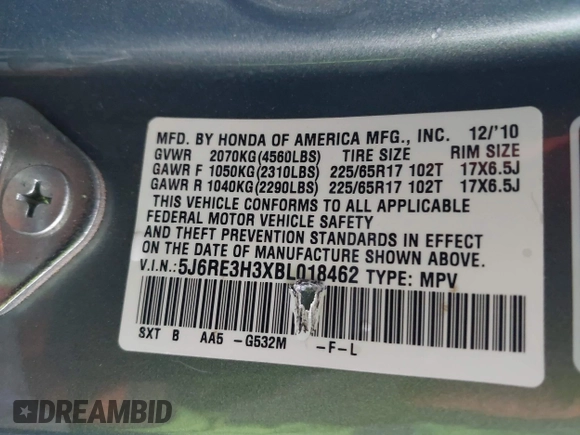 MFD. BY HONDA OF AMERICA MFG., INC. 12/'10
GVWR 2070KG(4560LBS) TIRE SIZE RIM SIZE
GAWR F 1050KG(2310LBS) 225/65R17 102T 17X6.5J
GAWR R 1040KG(2290LBS) 225/65R17 102T 17X6.5J
THIS VEHICLE CONFORMS TO ALL APPLICABLE
FEDERAL MOTOR VEHICLE SAFETY
AND THEFT PREVENTION STANDARDS IN EFFECT
ON THE DATE OF MANUFACTURE SHOWN ABOVE.
V.I.N.: 5J6RE3H3XBL018462 TYPE: MPV
SXT B AA5 -G532M -F-L
DREAMBID